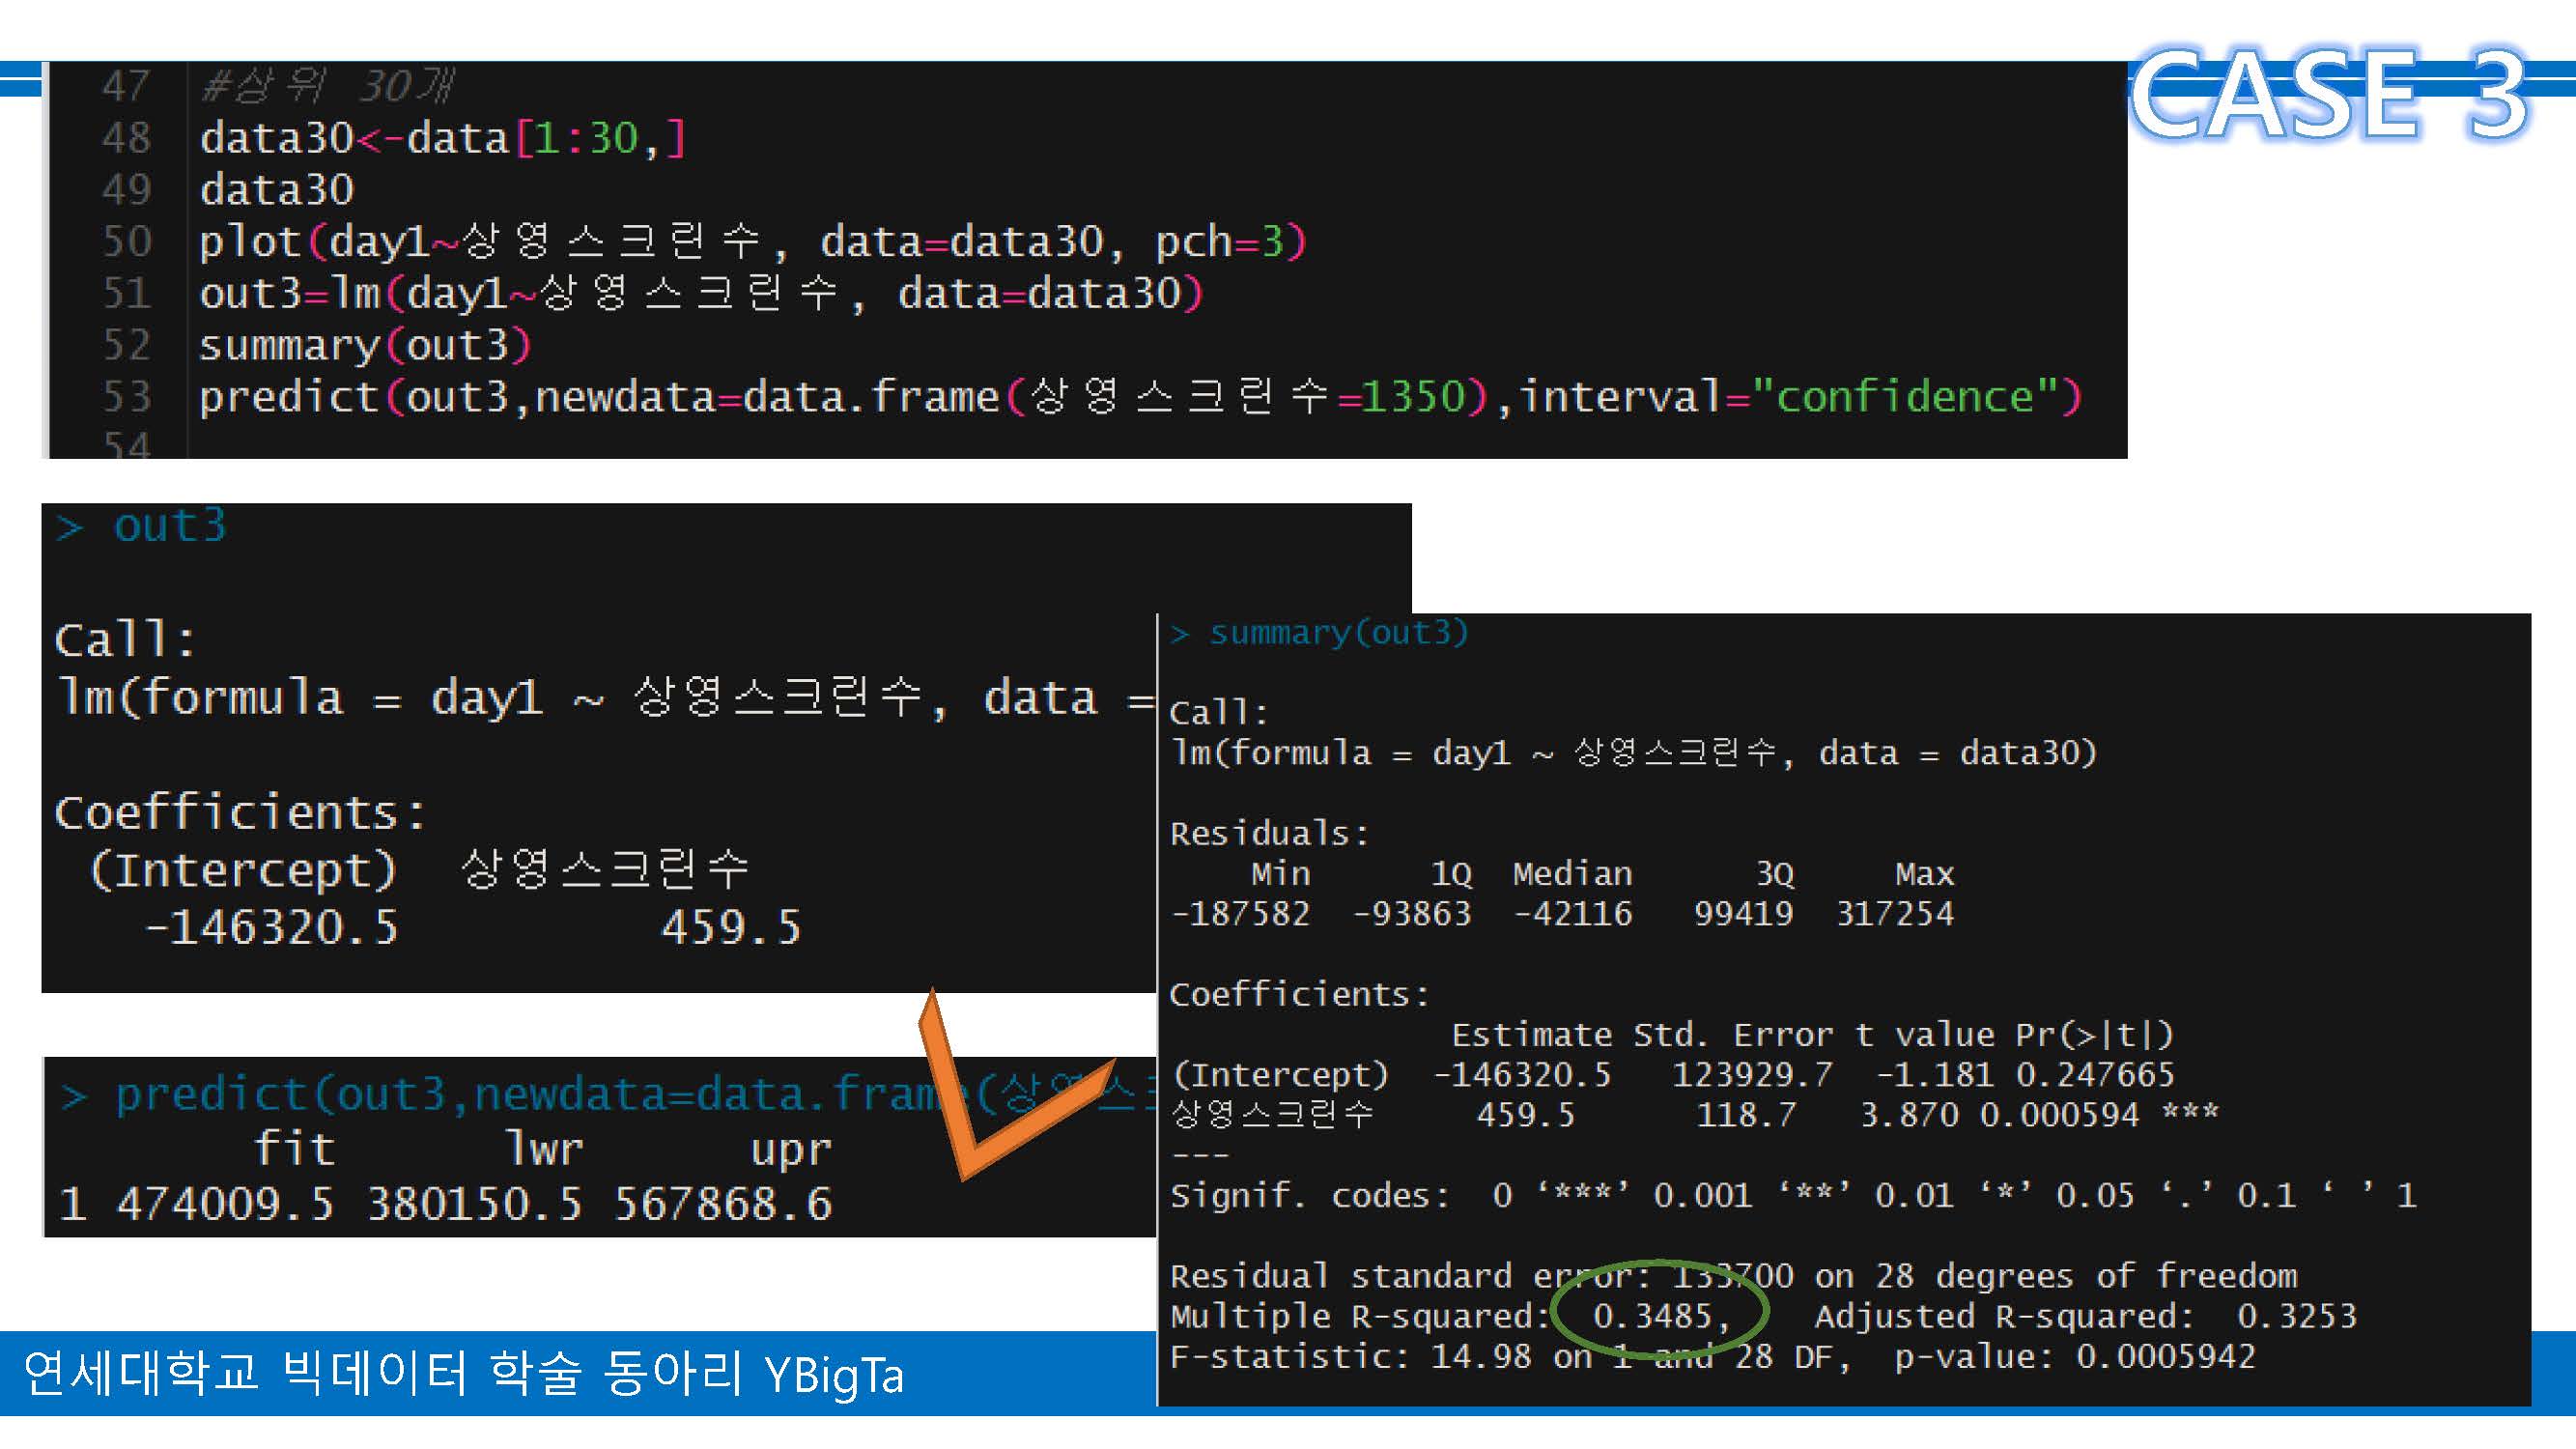 CASE 3
47 #상위 30개
48 data30<-data[1:30,]
49 data30
50 plot(day1~상영스크린수, data=data30, pch=3)
51 out3=lm(day1~상영스크린수, data=data30)
52 summary(out3)
53 predict(out3,newdata=data.frame(상영스크린수=1350),interval="confidence")
54
> out3
Call:
lm(formula = day1 ~ 상영스크린수, data =
Coefficients:
(Intercept) 상영스크린수
-146320.5 459.5
> predict(out3,newdata=data.frame(상영스
fit lwr upr
1 474009.5 380150.5 567868.6
> summary(out3)
Call:
lm(formula = day1 ~ 상영스크린수, data = data30)
Residuals:
Min 1Q Median 3Q Max
-187582 -93863 -42116 99419 317254
Coefficients:
Estimate Std. Error t value Pr(>|t|)
(Intercept) -146320.5 123929.7 -1.181 0.247665
상영스크린수 459.5 118.7 3.870 0.000594 ***
---
Signif. codes: 0 ‘***’ 0.001 ‘**’ 0.01 ‘*’ 0.05 ‘.’ 0.1 ‘ ’ 1
Residual standard error: 133700 on 28 degrees of freedom
Multiple R-squared: 0.3485, Adjusted R-squared: 0.3253
F-statistic: 14.98 on 1 and 28 DF, p-value: 0.0005942
연세대학교 빅데이터 학술 동아리 YBigTa